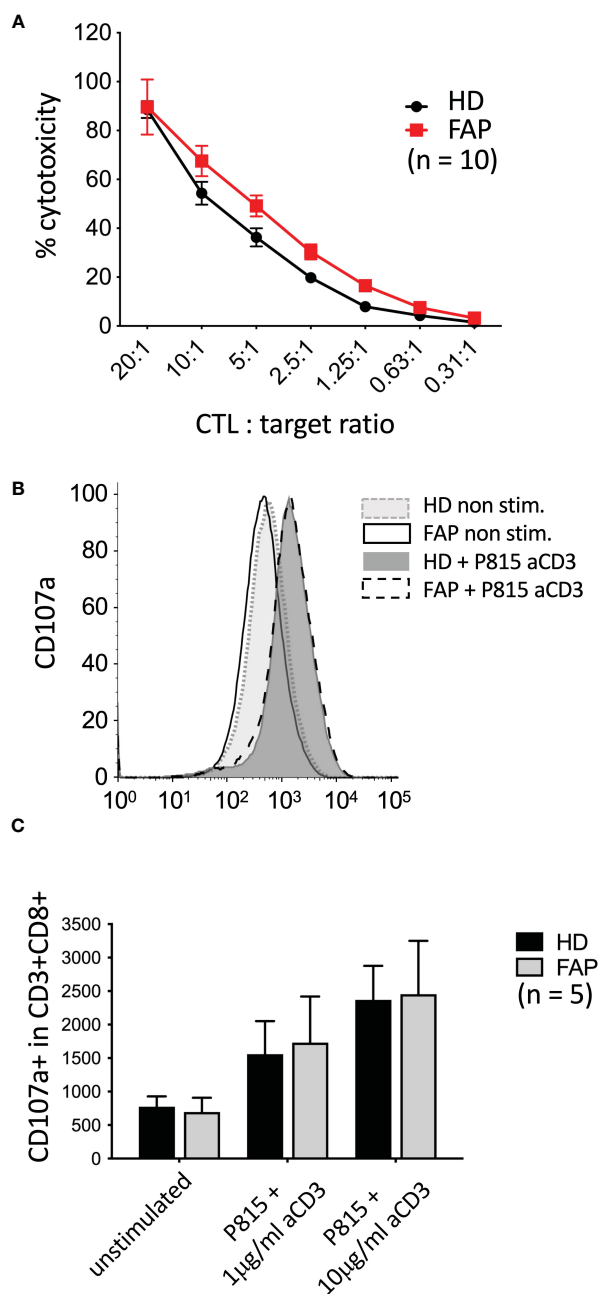 A
120
100
80
60
40
20
0
% cytotoxicity
HD
FAP
(n = 10)
20:1
10:1
5:1
2.5:1
1.25:1
0.63:1
0.31:1
CTL : target ratio
B
100
80
60
40
20
0
CD107a
10⁰ 10¹ 10² 10³ 10⁴ 10⁵
HD non stim.
FAP non stim.
HD + P815 aCD3
FAP + P815 aCD3
C
3500
3000
2500
2000
1500
1000
500
0
CD107a+ in CD3+CD8+
HD
FAP
(n = 5)
unstimulated
P815 +
1µg/ml aCD3
P815 +
10µg/ml aCD3